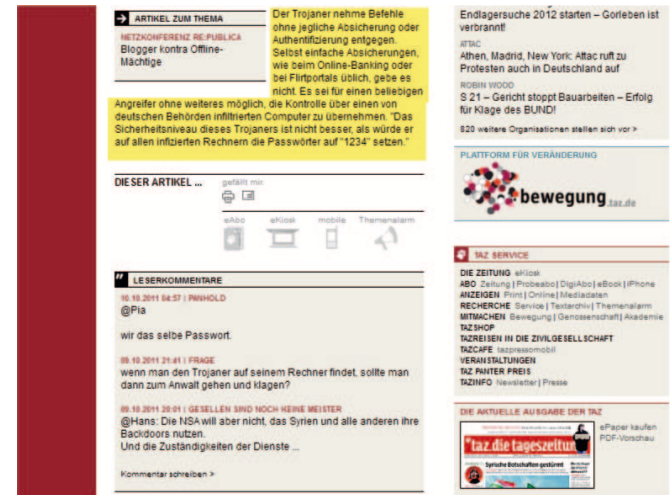 ARTIKEL ZUM THEMA
NETZKONFERENZ RE:PUBLICA
Blogger kontra Offline-
Mächtige
Der Trojaner nehme Befehle
ohne jegliche Absicherung oder
Authentifizierung entgegen.
Selbst einfache Absicherungen,
wie beim Online-Banking oder
bei Flirtportals üblich, gebe es
nicht. Es sei für einen beliebigen
Angreifer ohne weiteres möglich, die Kontrolle über einen von
deutschen Behörden infiltrierten Computer zu übernehmen. "Das
Sicherheitsniveau dieses Trojaners ist nicht besser, als würde er
auf allen infizierten Rechnern die Passwörter auf "1234" setzen."
DIESER ARTIKEL ...
gefällt mir
eAbo eKiosk mobile Themenalarm
LESERKOMMENTARE
10.10.2011 04:57 | PANHOLD
@Pia
wir das selbe Passwort.
09.10.2011 21:41 | FRAGE
wenn man den Trojaner auf seinem Rechner findet, sollte man
dann zum Anwalt gehen und klagen?
09.10.2011 20:01 | GESELLEN SIND NOCH KEINE MEISTER
@Hans: Die NSA will aber nicht, das Syrien und alle anderen ihre
Backdoors nutzen.
Und die Zuständigkeiten der Dienste ...
Kommentar schreiben >
Endlagersuche 2012 starten – Gorleben ist
verbrannt!
ATTAC
Athen, Madrid, New York: Attac ruft zu
Protesten auch in Deutschland auf
ROBIN WOOD
S 21 – Gericht stoppt Bauarbeiten – Erfolg
für Klage des BUND!
820 weitere Organisationen stellen sich vor >
PLATTFORM FÜR VERÄNDERUNG
bewegung.taz.de
TAZ SERVICE
DIE ZEITUNG eKiosk
ABO Zeitung | Probeabo | DigiAbo | eBook | iPhone
ANZEIGEN Print | Online | Mediadaten
RECHERCHE Service | Textarchiv | Themenalarm
MITMACHEN Bewegung | Genossenschaft | Akademie
TAZSHOP
TAZREISEN IN DIE ZIVILGESELLSCHAFT
TAZCAFE tazpressomobil
VERANSTALTUNGEN
TAZ PANTER PREIS
TAZINFO Newsletter | Presse
DIE AKTUELLE AUSGABE DER TAZ
taz.die tageszeitung
Syrische Botschaften gestürmt
ePaper kaufen
PDF-Vorschau